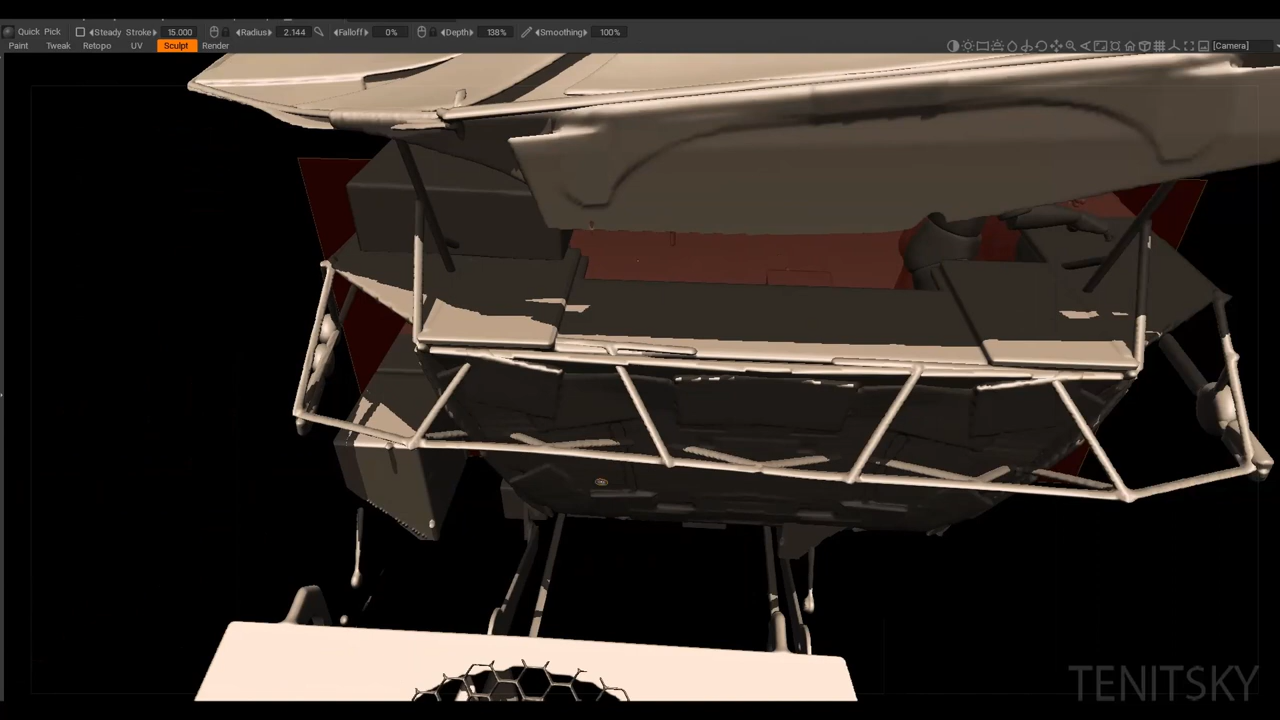 Quick Pick Steady Stroke 15.000 Radius 2.144 Falloff 0% Depth 138% Smoothing 100%
Paint Tweak Retopo UV Sculpt Render [Camera]
TENITSKY